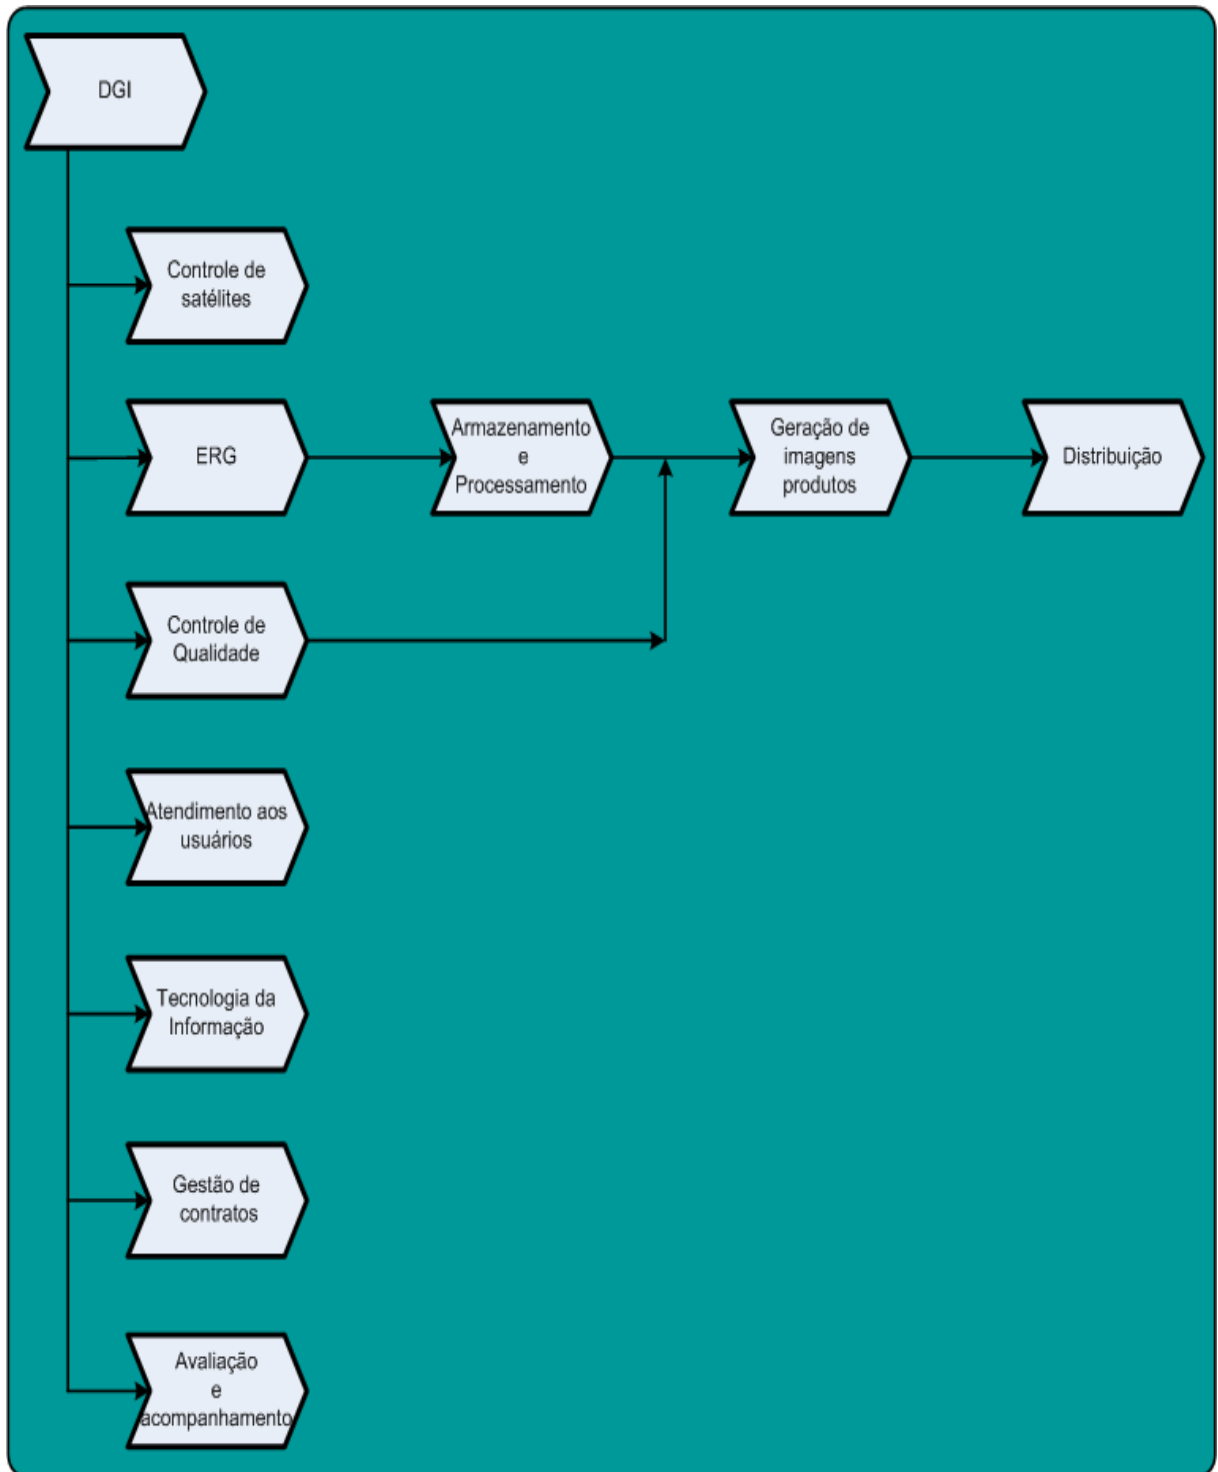 DGI
Controle de
satélites
ERG
Armazenamento
e
Processamento
Geração de
imagens
produtos
Distribuição
Controle de
Qualidade
Atendimento aos
usuários
Tecnologia da
Informação
Gestão de
contratos
Avaliação
e
acompanhamento